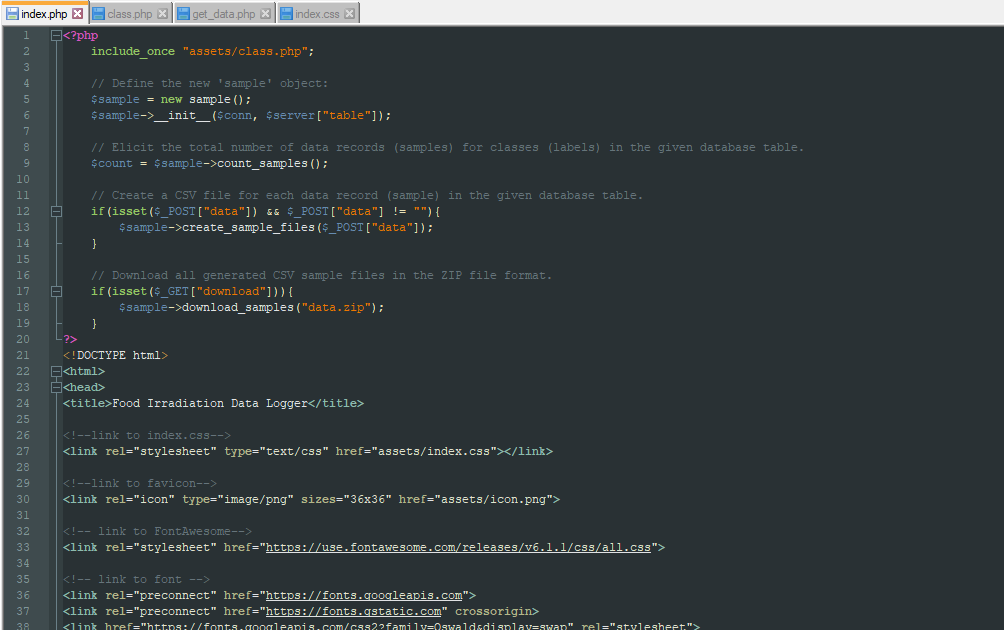 index.php class.php get_data.php index.css
1 <?php
2 include_once "assets/class.php";
3
4 // Define the new 'sample' object:
5 $sample = new sample();
6 $sample->__init__($conn, $server["table"]);
7
8 // Elicit the total number of data records (samples) for classes (labels) in the given database table.
9 $count = $sample->count_samples();
10
11 // Create a CSV file for each data record (sample) in the given database table.
12 if(isset($_POST["data"]) && $_POST["data"] != ""){
13 $sample->create_sample_files($_POST["data"]);
14 }
15
16 // Download all generated CSV sample files in the ZIP file format.
17 if(isset($_GET["download"])){
18 $sample->download_samples("data.zip");
19 }
20 ?>
21 <!DOCTYPE html>
22 <html>
23 <head>
24 <title>Food Irradiation Data Logger</title>
25
26 <!--link to index.css-->
27 <link rel="stylesheet" type="text/css" href="assets/index.css"></link>
28
29 <!--link to favicon-->
30 <link rel="icon" type="image/png" sizes="36x36" href="assets/icon.png">
31
32 <!-- link to FontAwesome-->
33 <link rel="stylesheet" href="https://use.fontawesome.com/releases/v6.1.1/css/all.css">
34
35 <!-- link to font -->
36 <link rel="preconnect" href="https://fonts.googleapis.com">
37 <link rel="preconnect" href="https://fonts.gstatic.com" crossorigin>
38 <link href="https://fonts.googleapis.com/css2?family=Oswald&display=swap" rel="stylesheet">